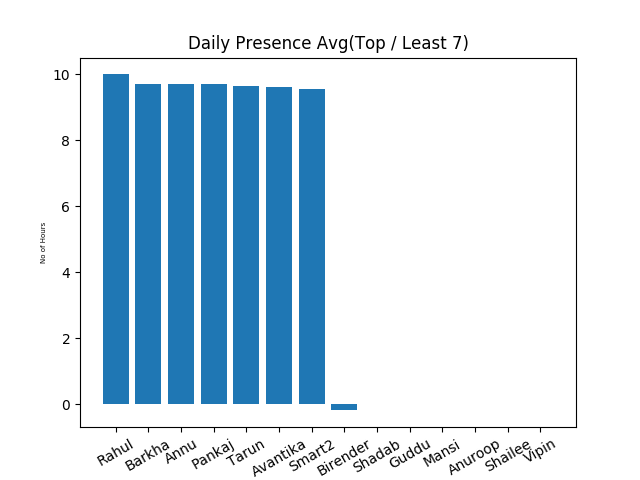 Daily Presence Avg(Top / Least 7)
No of Hours
10
8
6
4
2
0
Rahul
Barkha
Annu
Pankaj
Tarun
Avantika
Smart2
Birender
Shadab
Guddu
Mansi
Anuroop
Shailee
Vipin